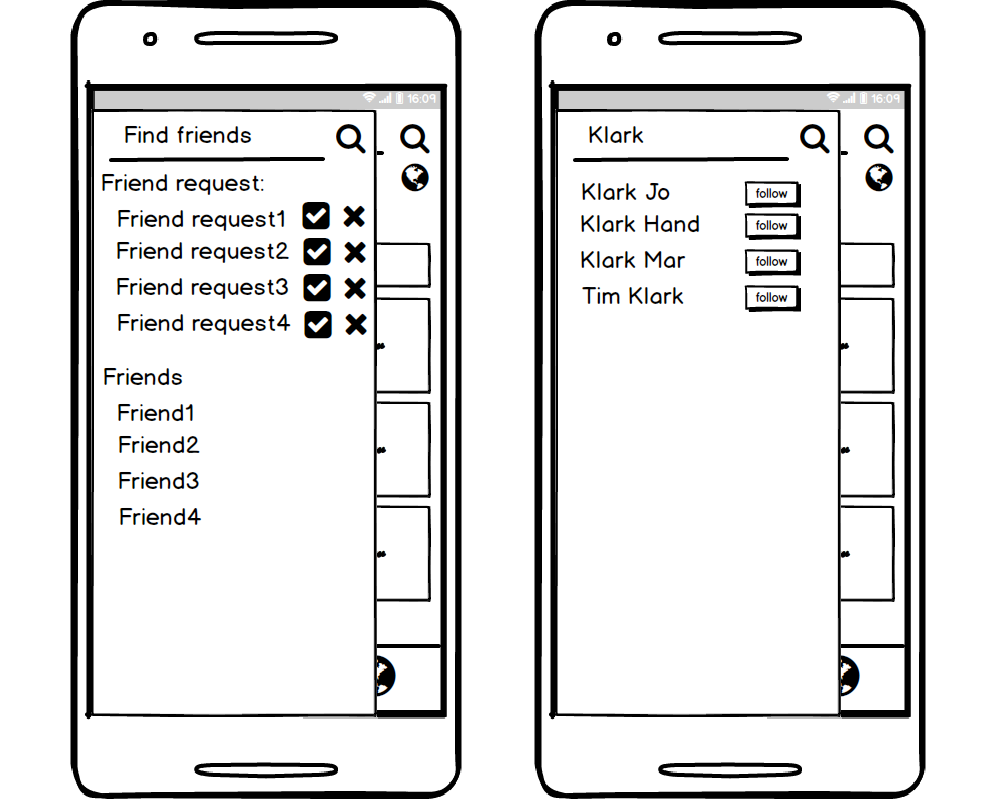 16:09
Find friends
Friend request:
Friend request1
Friend request2
Friend request3
Friend request4
Friends
Friend1
Friend2
Friend3
Friend4
16:09
Klark
Klark Jo follow
Klark Hand follow
Klark Mar follow
Tim Klark follow